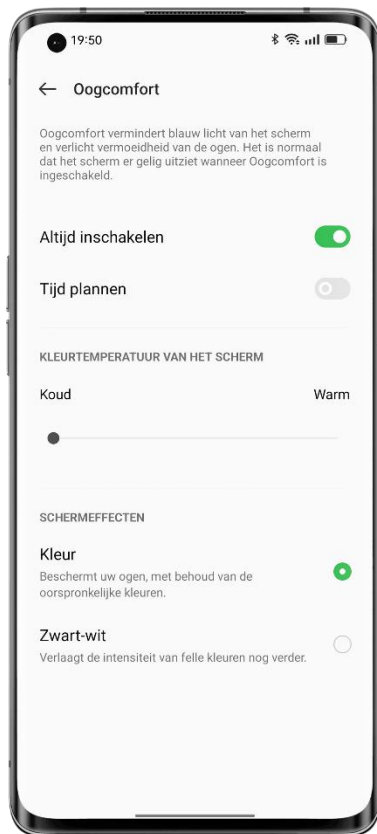 19:50
Oogcomfort
Oogcomfort vermindert blauw licht van het scherm
en verlicht vermoeidheid van de ogen. Het is normaal
dat het scherm er gelig uitziet wanneer Oogcomfort is
ingeschakeld.
Altijd inschakelen
Tijd plannen
KLEURTEMPERATUUR VAN HET SCHERM
Koud Warm
SCHERMEFFECTEN
Kleur
Beschermt uw ogen, met behoud van de
oorspronkelijke kleuren.
Zwart-wit
Verlaagt de intensiteit van felle kleuren nog verder.